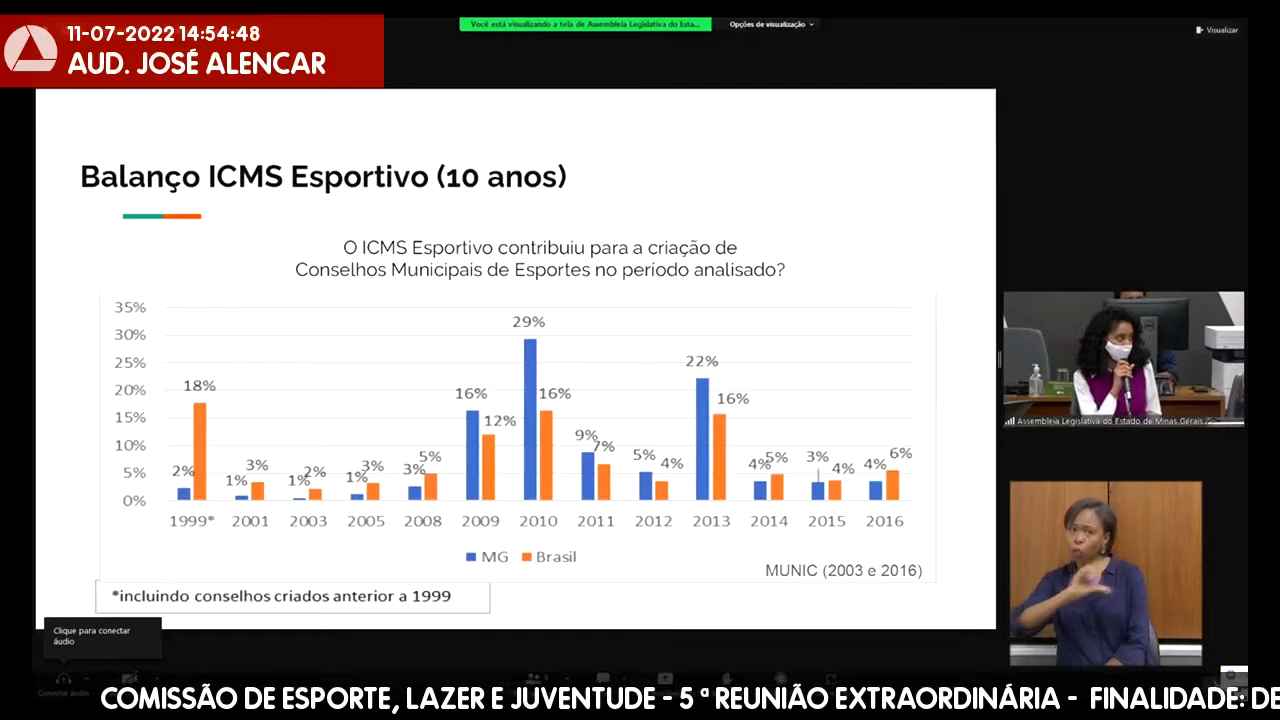 11-07-2022 14:54:48
AUD. JOSÉ ALENCAR
Você está visualizando a tela de Assembleia Legislativa do Esta...
Opções de visualização
Visualizar
Balanço ICMS Esportivo (10 anos)
O ICMS Esportivo contribuiu para a criação de
Conselhos Municipais de Esportes no período analisado?
35%
30%
25%
20%
15%
10%
5%
0%
2% 18%
1% 3%
1% 2%
1% 3%
3% 5%
16% 12%
29% 16%
9% 7%
5% 4%
22% 16%
4% 5%
3% 4%
4% 6%
1999* 2001 2003 2005 2008 2009 2010 2011 2012 2013 2014 2015 2016
MG Brasil
MUNIC (2003 e 2016)
*incluindo conselhos criados anterior a 1999
Assembleia Legislativa do Estado de Minas Gerais
Clique para conectar
áudio
Conectar áudio
COMISSÃO DE ESPORTE, LAZER E JUVENTUDE - 5 ª REUNIÃO EXTRAORDINÁRIA - FINALIDADE: DE